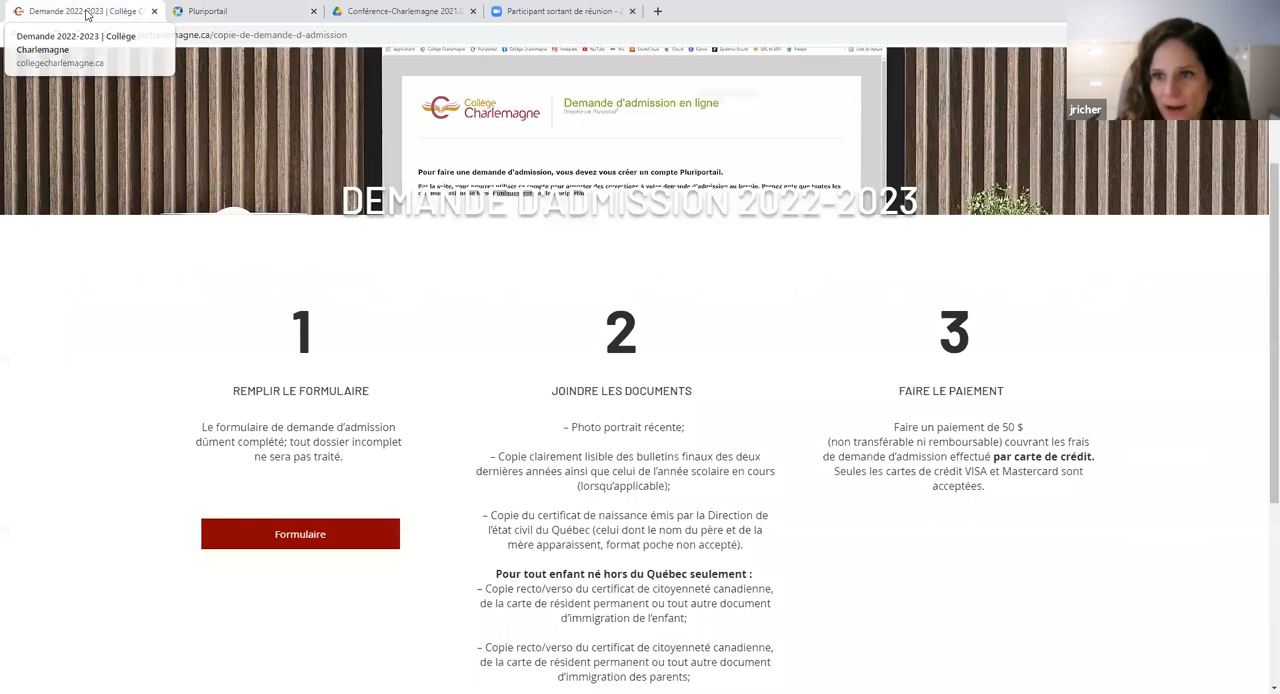 Demande 2022-2023 | Collège C
Pluriportail
Conférence-Charlemagne 2021.
Participant sortant de réunion - Z
Demande 2022-2023 | Collège
Charlemagne
collegecharlemagne.ca
echarlemagne.ca/copie-de-demande-d-admission
jricher
Collège
Charlemagne
Demande d'admission en ligne
Pour faire une demande d'admission, vous devez vous créer un compte Pluriportail.
DEMANDE D'ADMISSION 2022-2023
1
REMPLIR LE FORMULAIRE
Le formulaire de demande d'admission
dûment complété; tout dossier incomplet
ne sera pas traité.
Formulaire
2
JOINDRE LES DOCUMENTS
– Photo portrait récente;
– Copie clairement lisible des bulletins finaux des deux
dernières années ainsi que celui de l'année scolaire en cours
(lorsqu'applicable);
– Copie du certificat de naissance émis par la Direction de
l'état civil du Québec (celui dont le nom du père et de la
mère apparaissent, format poche non accepté).
Pour tout enfant né hors du Québec seulement :
– Copie recto/verso du certificat de citoyenneté canadienne,
de la carte de résident permanent ou tout autre document
d'immigration de l'enfant;
– Copie recto/verso du certificat de citoyenneté canadienne,
de la carte de résident permanent ou tout autre document
d'immigration des parents;
3
FAIRE LE PAIEMENT
Faire un paiement de 50 $
(non transférable ni remboursable) couvrant les frais
de demande d'admission effectué par carte de crédit.
Seules les cartes de crédit VISA et Mastercard sont
acceptées.